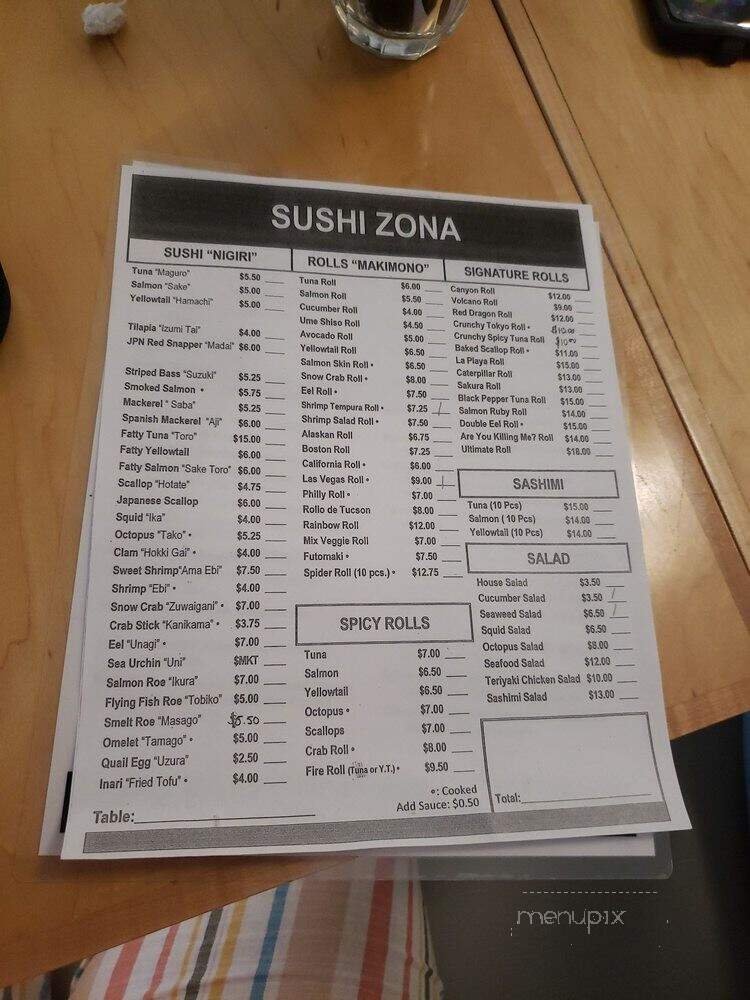 SUSHI ZONA
SUSHI “NIGIRI”
Tuna “Maguro” $5.50
Salmon “Sake” $5.00
Yellowtail “Hamachi” $5.00
Tilapia “Izumi Tai” $4.00
JPN Red Snapper “Madai” $6.00
Striped Bass “Suzuki” $5.25
Smoked Salmon • $5.75
Mackerel “ Saba” $5.25
Spanish Mackerel “Aji” $6.00
Fatty Tuna “Toro” $15.00
Fatty Yellowtail $6.00
Fatty Salmon “Sake Toro” $6.00
Scallop “Hotate” $4.75
Japanese Scallop $6.00
Squid “Ika” $4.00
Octopus “Tako” • $5.25
Clam “Hokki Gai” • $4.00
Sweet Shrimp“Ama Ebi” $7.50
Shrimp “Ebi” • $4.00
Snow Crab “Zuwaigani” • $7.00
Crab Stick “Kanikama” • $3.75
Eel “Unagi” • $7.00
Sea Urchin “Uni” $MKT
Salmon Roe “Ikura” $7.00
Flying Fish Roe “Tobiko” $5.00
Smelt Roe “Masago” $5.50
Omelet “Tamago” • $5.00
Quail Egg “Uzura” $2.50
Inari “Fried Tofu” • $4.00
Table:
ROLLS “MAKIMONO”
Tuna Roll $6.00
Salmon Roll $5.50
Cucumber Roll $4.00
Ume Shiso Roll $4.50
Avocado Roll $5.00
Yellowtail Roll $6.50
Salmon Skin Roll • $6.50
Snow Crab Roll • $8.00
Eel Roll • $7.50
Shrimp Tempura Roll • $7.25
Shrimp Salad Roll • $7.50
Alaskan Roll $6.75
Boston Roll $7.25
California Roll • $6.00
Las Vegas Roll • $9.00
Philly Roll • $7.00
Rollo de Tucson $8.00
Rainbow Roll $12.00
Mix Veggie Roll $7.00
Futomaki • $7.50
Spider Roll (10 pcs.) • $12.75
SPICY ROLLS
Tuna $7.00
Salmon $6.50
Yellowtail $6.50
Octopus • $7.00
Scallops $7.00
Crab Roll • $8.00
Fire Roll (Tuna or Y.T.) • $9.50
•: Cooked
Add Sauce: $0.50
SIGNATURE ROLLS
Canyon Roll $12.00
Volcano Roll $9.00
Red Dragon Roll $12.00
Crunchy Tokyo Roll •
Crunchy Spicy Tuna Roll
Baked Scallop Roll • $11.00
La Playa Roll $15.00
Caterpillar Roll $13.00
Sakura Roll $13.00
Black Pepper Tuna Roll $15.00
Salmon Ruby Roll $14.00
Double Eel Roll • $15.00
Are You Killing Me? Roll $14.00
Ultimate Roll $18.00
SASHIMI
Tuna (10 Pcs) $15.00
Salmon ( 10 Pcs) $14.00
Yellowtail (10 Pcs) $14.00
SALAD
House Salad $3.50
Cucumber Salad $3.50
Seaweed Salad $6.50
Squid Salad $6.50
Octopus Salad $8.00
Seafood Salad $12.00
Teriyaki Chicken Salad $10.00
Sashimi Salad $13.00
Total:
menupix